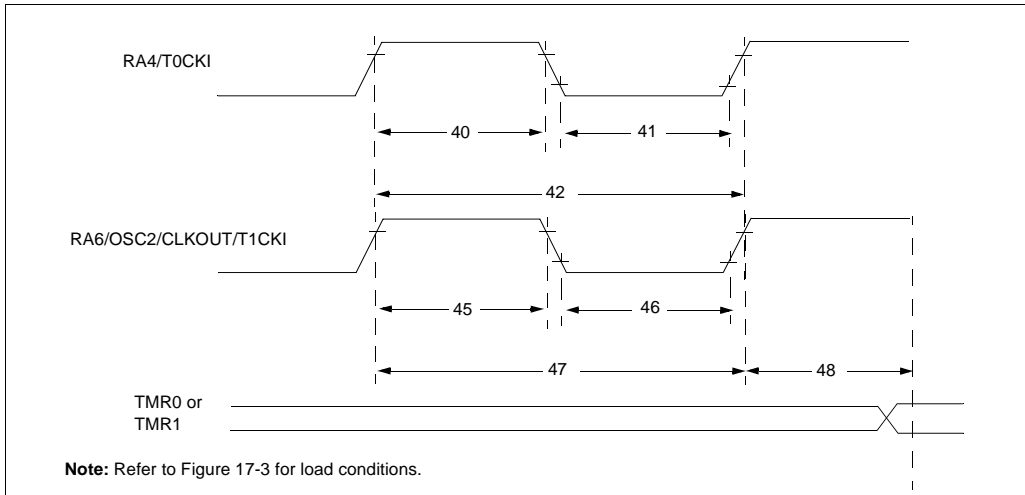 RA4/T0CKI
40
41
42
RA6/OSC2/CLKOUT/T1CKI
45
46
47
48
TMR0 or
TMR1
Note: Refer to Figure 17-3 for load conditions.